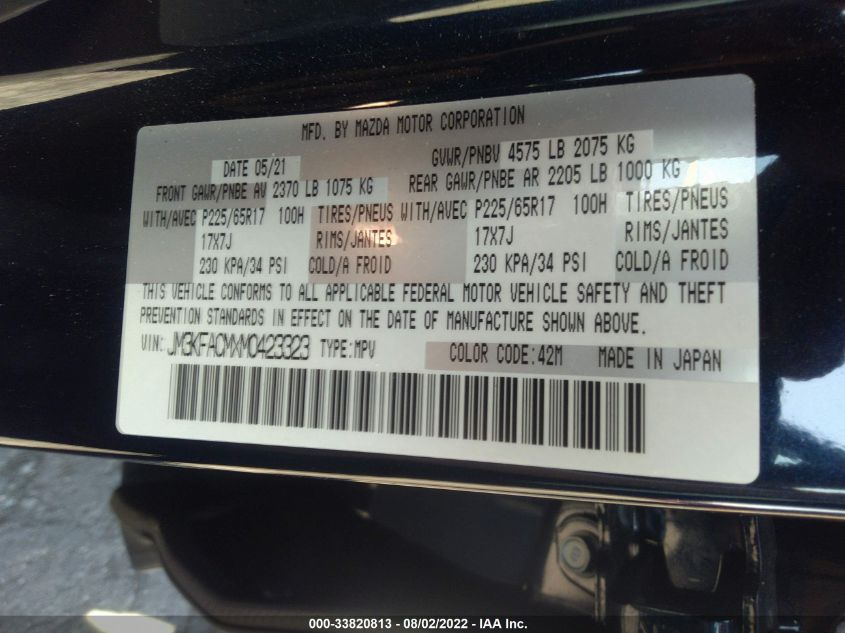 MFD. BY MAZDA MOTOR CORPORATION
DATE 05/21 GVWR/PNBV 4575 LB 2075 KG
FRONT GAWR/PNBE AV 2370 LB 1075 KG REAR GAWR/PNBE AR 2205 LB 1000 KG
WITH/AVEC P225/65R17 100H TIRES/PNEUS WITH/AVEC P225/65R17 100H TIRES/PNEUS
17X7J RIMS/JANTES 17X7J RIMS/JANTES
230 KPA/34 PSI COLD/A FROID 230 KPA/34 PSI COLD/A FROID
THIS VEHICLE CONFORMS TO ALL APPLICABLE FEDERAL MOTOR VEHICLE SAFETY AND THEFT
PREVENTION STANDARDS IN EFFECT ON THE DATE OF MANUFACTURE SHOWN ABOVE.
VIN: JM3KFACMXM0423323 TYPE:MPV COLOR CODE:42M MADE IN JAPAN
000-33820813 - 08/02/2022 - IAA Inc.